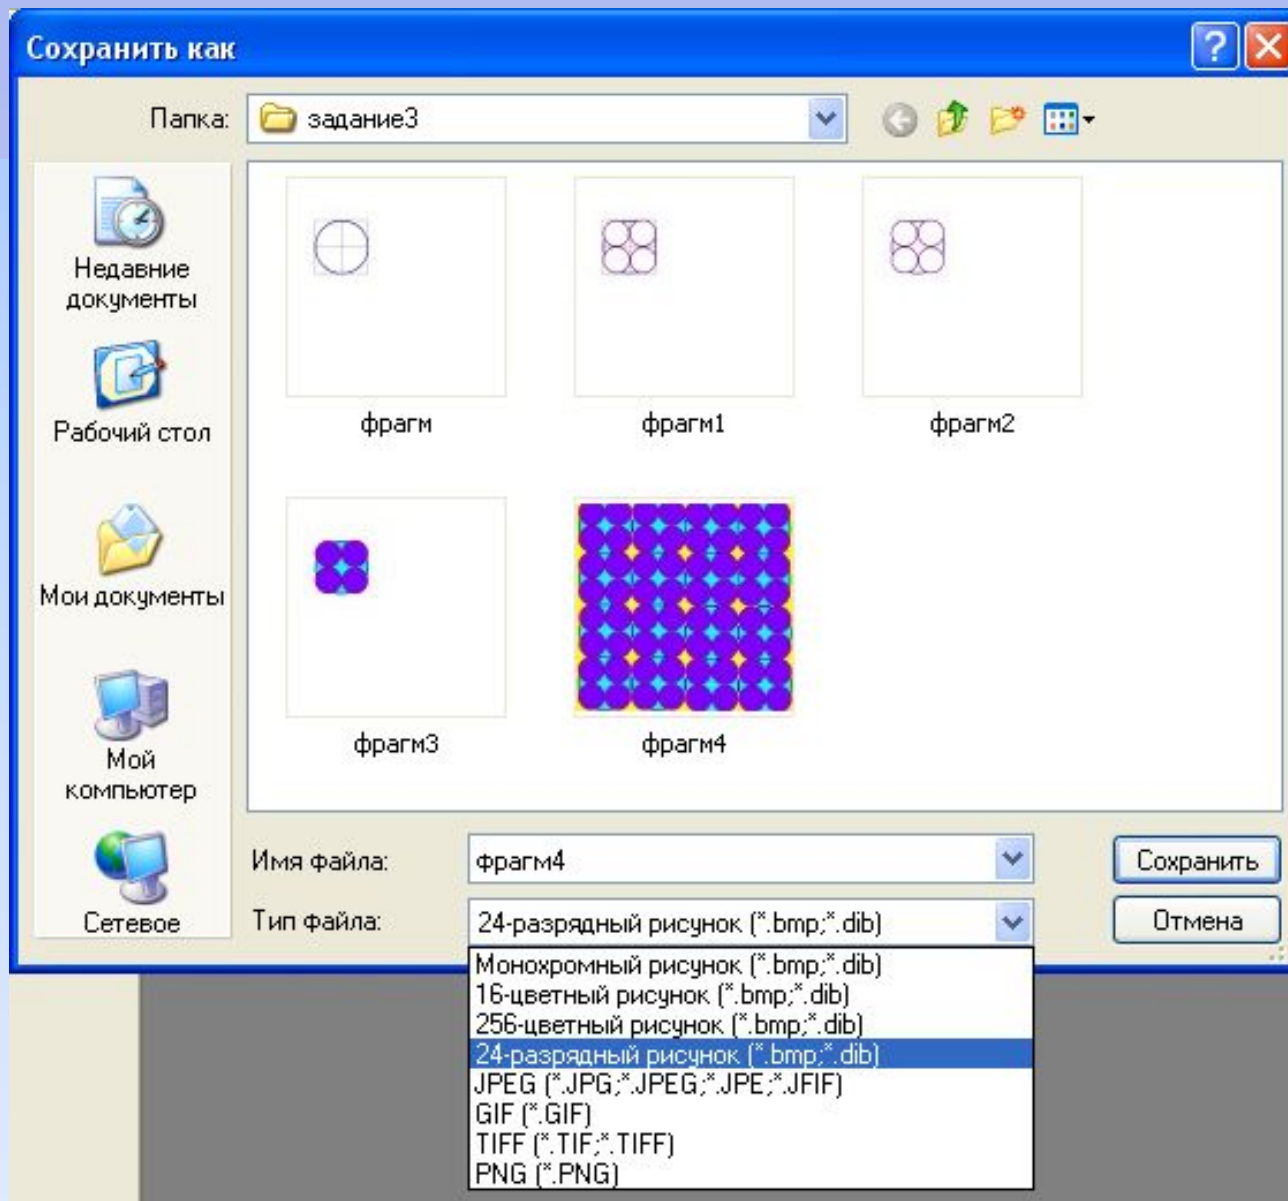 Сохранить как
Папка: задание3
Недавние
документы
Рабочий стол
Мои документы
Мой
компьютер
Сетевое
фрагм фрагм1 фрагм2
фрагм3 фрагм4
Имя файла: фрагм4 Сохранить
Тип файла: 24-разрядный рисунок (*.bmp;*.dib) Отмена
Монохромный рисунок (*.bmp;*.dib)
16-цветный рисунок (*.bmp;*.dib)
256-цветный рисунок (*.bmp;*.dib)
24-разрядный рисунок (*.bmp;*.dib)
JPEG (*.JPG;*.JPEG;*.JPE;*.JFIF)
GIF (*.GIF)
TIFF (*.TIF;*.TIFF)
PNG (*.PNG)